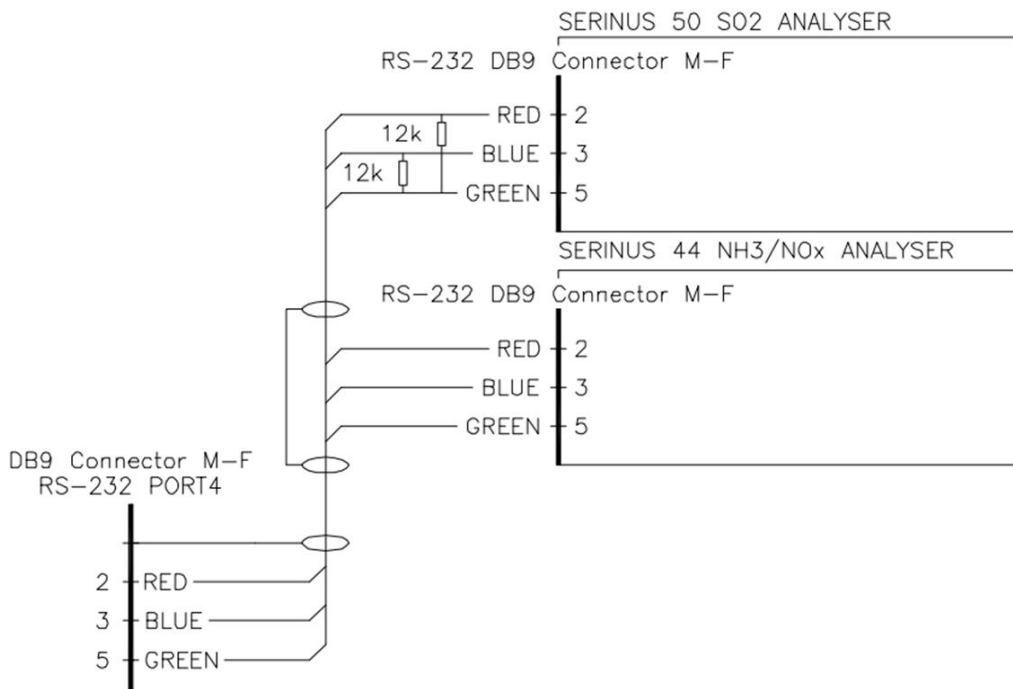 SERINUS 50 SO2 ANALYSER
RS-232 DB9 Connector M-F
RED 2
12k
BLUE 3
12k
GREEN 5
SERINUS 44 NH3/NOx ANALYSER
RS-232 DB9 Connector M-F
RED 2
BLUE 3
GREEN 5
DB9 Connector M-F
RS-232 PORT4
2 RED
3 BLUE
5 GREEN